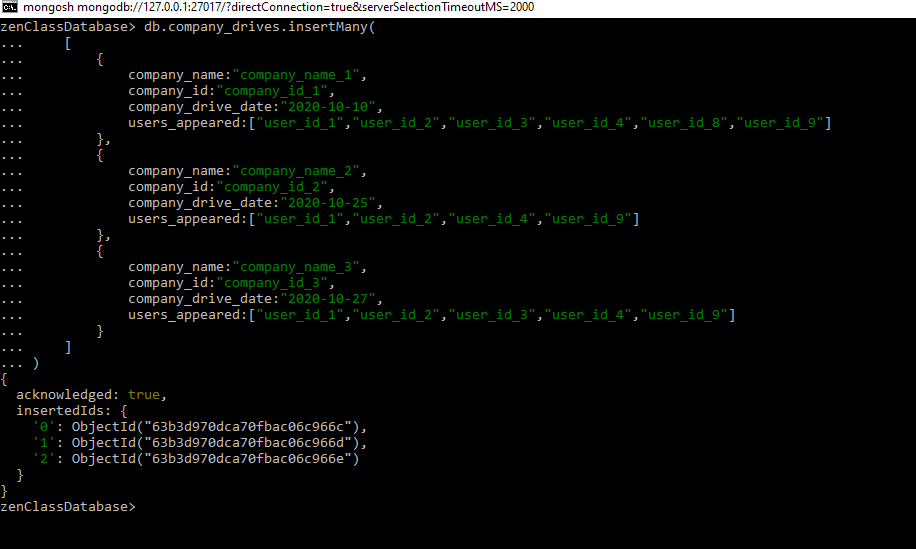 mongosh mongodb://127.0.0.1:27017/?directConnection=true&serverSelectionTimeoutMS=2000
zenClassDatabase> db.company_drives.insertMany(
...     [
...         {
...             company_name:"company_name_1",
...             company_id:"company_id_1",
...             company_drive_date:"2020-10-10",
...             users_appeared:["user_id_1","user_id_2","user_id_3","user_id_4","user_id_8","user_id_9"]
...         },
...         {
...             company_name:"company_name_2",
...             company_id:"company_id_2",
...             company_drive_date:"2020-10-25",
...             users_appeared:["user_id_1","user_id_2","user_id_4","user_id_9"]
...         },
...         {
...             company_name:"company_name_3",
...             company_id:"company_id_3",
...             company_drive_date:"2020-10-27",
...             users_appeared:["user_id_1","user_id_2","user_id_3","user_id_4","user_id_9"]
...         }
...     ]
... )
{
  acknowledged: true,
  insertedIds: {
    '0': ObjectId("63b3d970dca70fbac06c966c"),
    '1': ObjectId("63b3d970dca70fbac06c966d"),
    '2': ObjectId("63b3d970dca70fbac06c966e")
  }
}
zenClassDatabase>